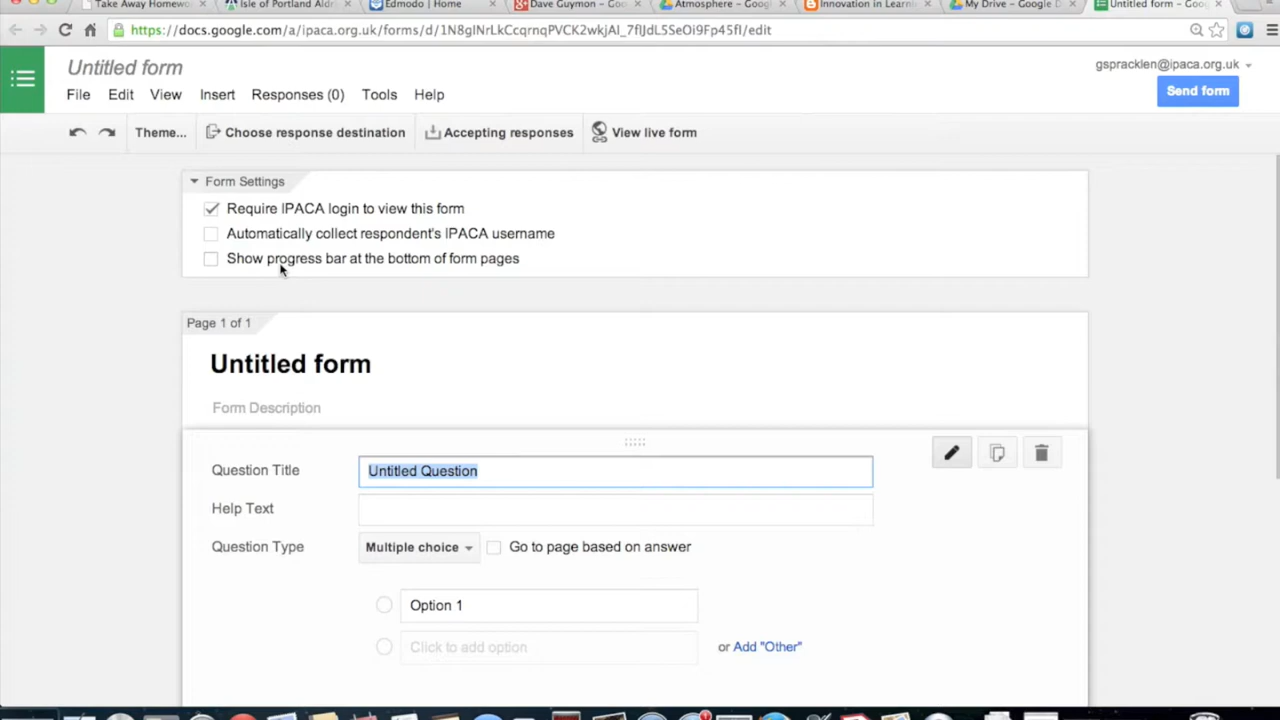 Take Away Homewo
Isle of Portland Aldr
Edmodo | Home
Dave Guymon – Goo
Atmosphere – Googl
Innovation in Learni
My Drive – Google D
Untitled form – Goo
https://docs.google.com/a/ipaca.org.uk/forms/d/1N8gINrLkCcqrnqPVCK2wkjAI_7fIJdL5SeOi9Fp45fI/edit
Untitled form
gspracklen@ipaca.org.uk
File Edit View Insert Responses (0) Tools Help
Send form
Theme... Choose response destination Accepting responses View live form
Form Settings
Require IPACA login to view this form
Automatically collect respondent's IPACA username
Show progress bar at the bottom of form pages
Page 1 of 1
Untitled form
Form Description
Question Title Untitled Question
Help Text
Question Type Multiple choice Go to page based on answer
Option 1
Click to add option or Add "Other"